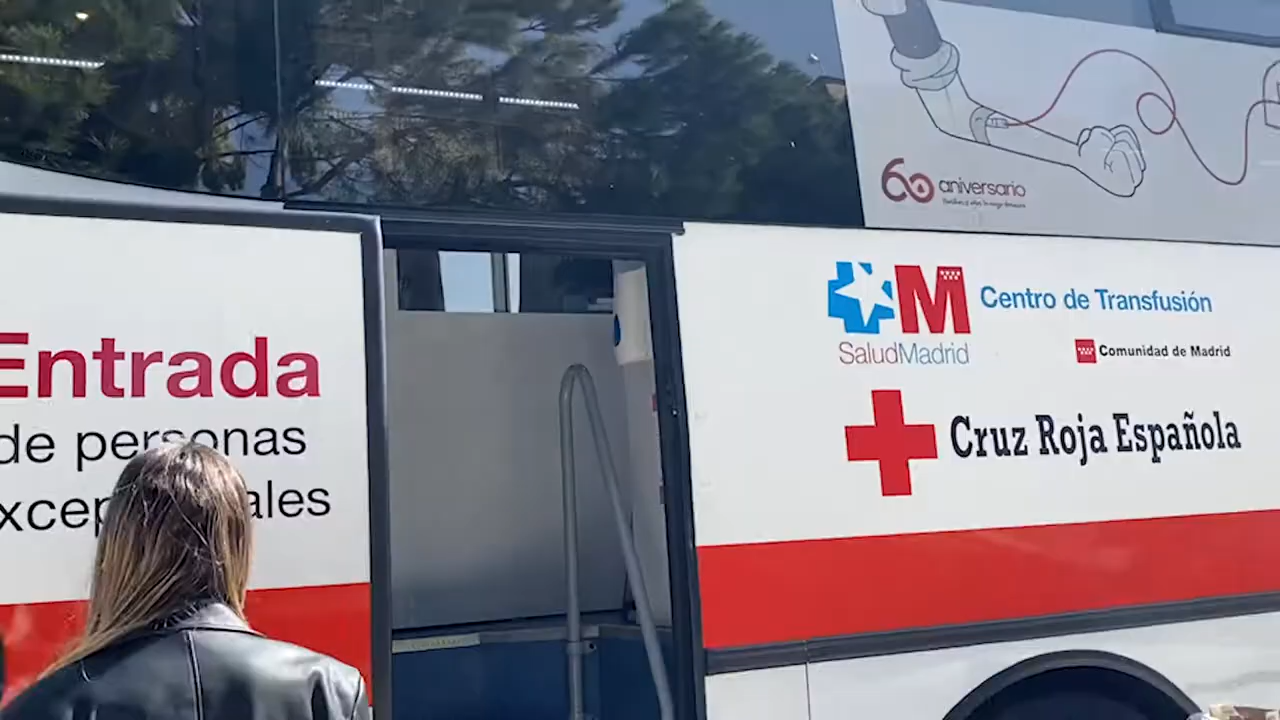 60 aniversario
Entrada
de personas
SaludMadrid
Centro de Transfusión
Comunidad de Madrid
Cruz Roja Española